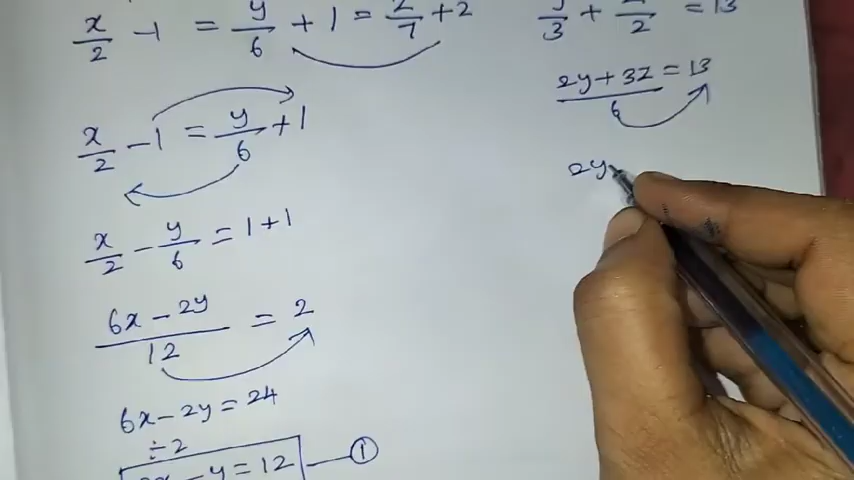 x/2 - 1 = y/6 + 1 = z/7 + 2
x/2 - 1 = y/6 + 1
x/2 - y/6 = 1 + 1
(6x - 2y)/12 = 2
6x - 2y = 24
÷2
x - y = 12 ①
y/3 + z/2 = 13
(2y + 3z)/6 = 13
2y